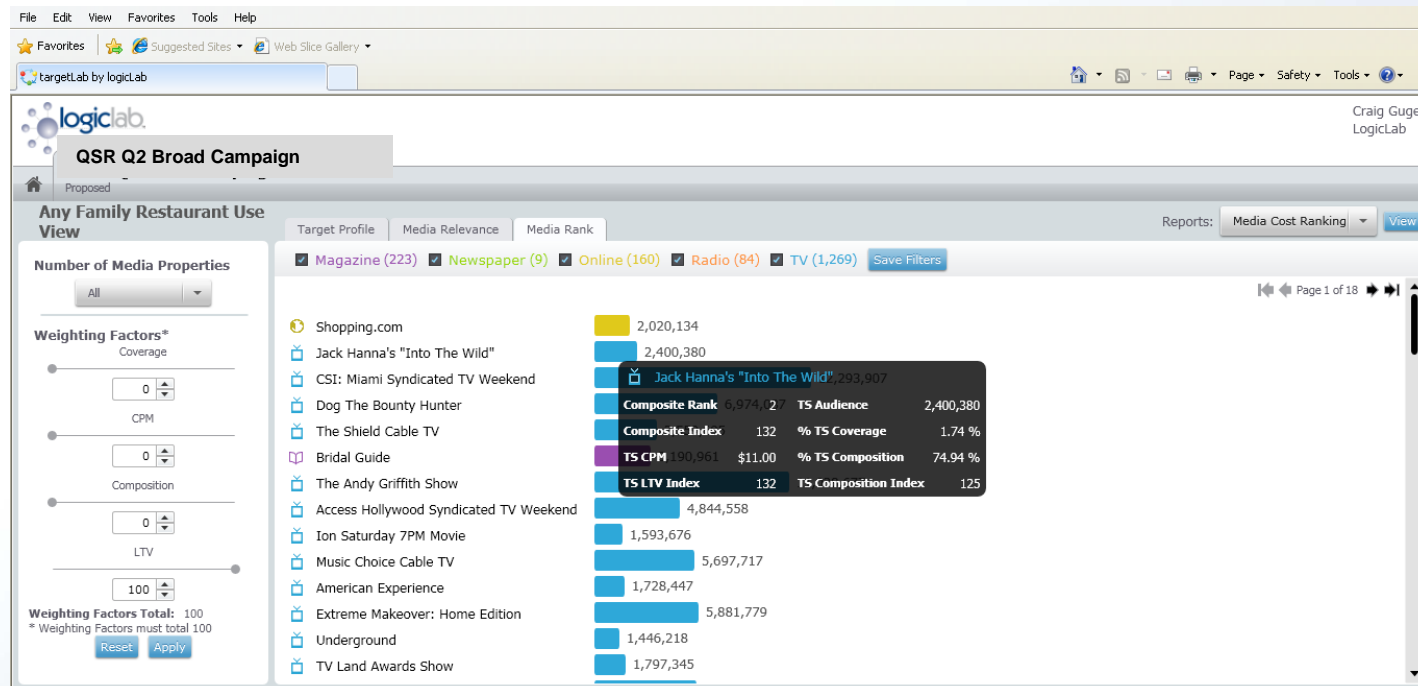 File Edit View Favorites Tools Help
Favorites Suggested Sites Web Slice Gallery
targetLab by logicLab Page Safety Tools
logiclab. Craig Guge
LogicLab
QSR Q2 Broad Campaign
Proposed
Any Family Restaurant Use
View
Target Profile Media Relevance Media Rank Reports: Media Cost Ranking View
Number of Media Properties
All
Magazine (223) Newspaper (9) Online (160) Radio (84) TV (1,269) Save Filters
Page 1 of 18
Weighting Factors*
Coverage
0
CPM
0
Composition
0
LTV
100
Weighting Factors Total: 100
* Weighting Factors must total 100
Reset Apply
Shopping.com 2,020,134
Jack Hanna's "Into The Wild" 2,400,380
CSI: Miami Syndicated TV Weekend
Dog The Bounty Hunter
The Shield Cable TV
Bridal Guide
The Andy Griffith Show
Access Hollywood Syndicated TV Weekend 4,844,558
Ion Saturday 7PM Movie 1,593,676
Music Choice Cable TV 5,697,717
American Experience 1,728,447
Extreme Makeover: Home Edition 5,881,779
Underground 1,446,218
TV Land Awards Show 1,797,345
Jack Hanna's "Into The Wild"
Composite Rank 2 TS Audience 2,400,380
Composite Index 132 % TS Coverage 1.74 %
TS CPM $11.00 % TS Composition 74.94 %
TS LTV Index 132 TS Composition Index 125